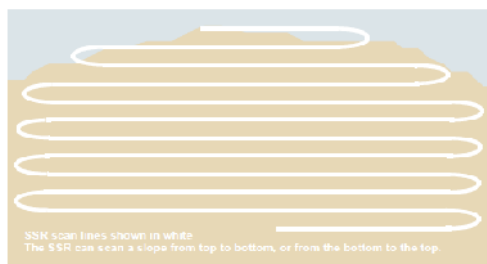 SSR scan lines shown in white
The SSR can scan a slope from top to bottom, or from the bottom to the top.